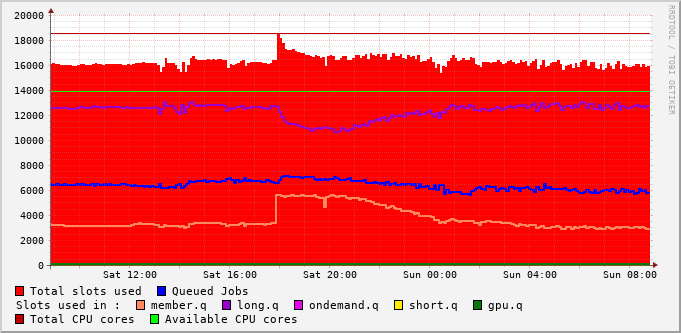 20000
18000
16000
14000
12000
10000
8000
6000
4000
2000
0
Sat 12:00 Sat 16:00 Sat 20:00 Sun 00:00 Sun 04:00 Sun 08:00
Total slots used Queued Jobs
Slots used in : member.q long.q ondemand.q short.q gpu.q
Total CPU cores Available CPU cores
RRDTOOL / TOBI OETIKER